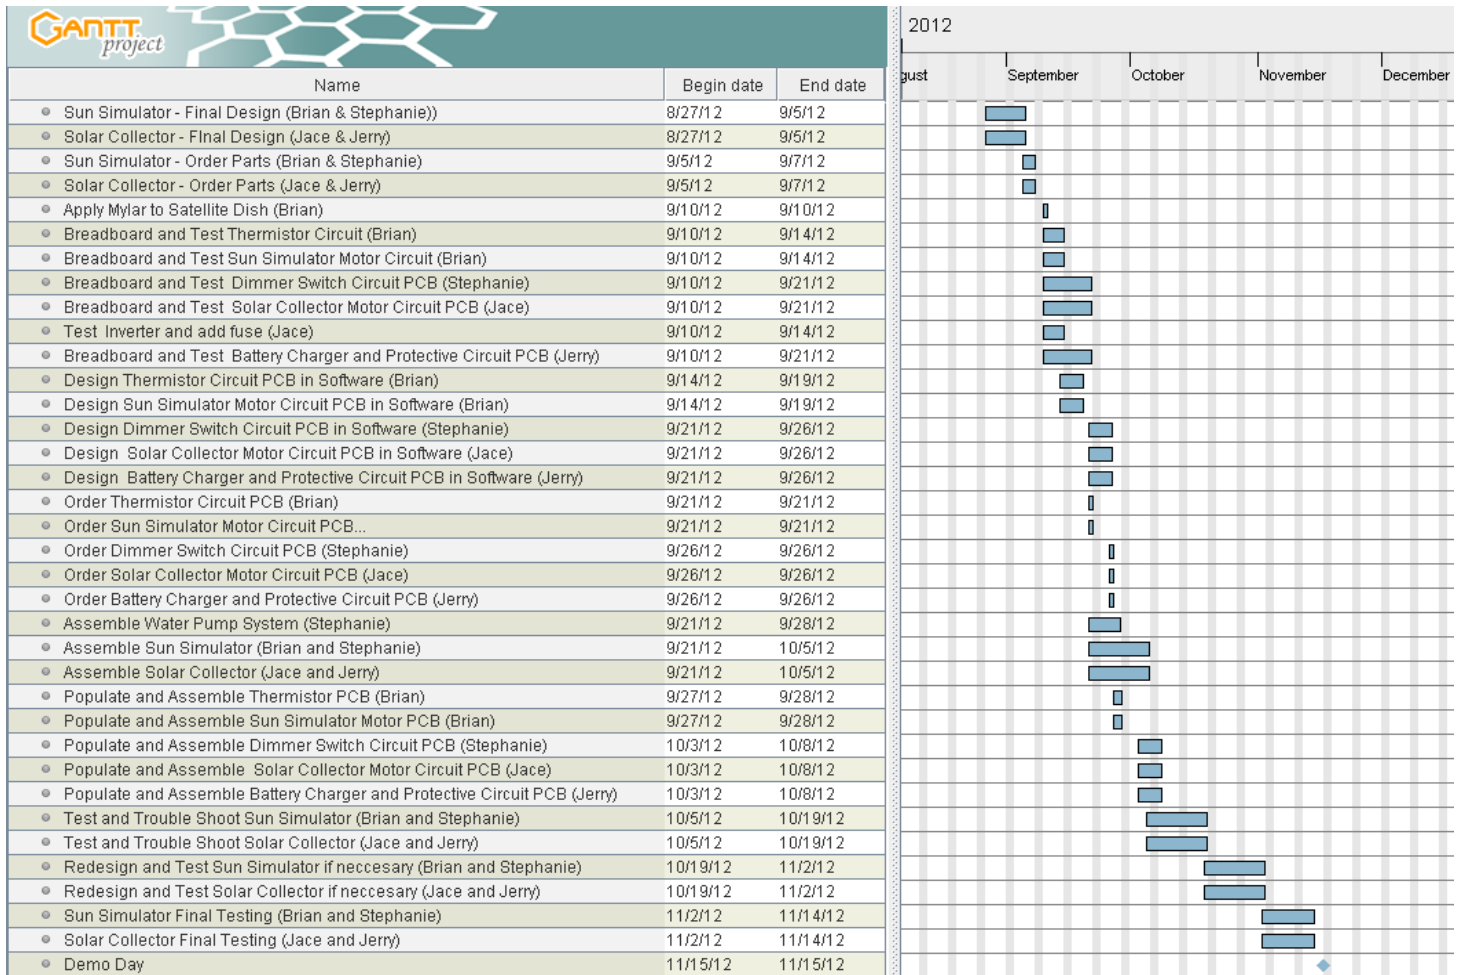 GANTT
project
2012
gust September October November December
Name Begin date End date
Sun Simulator - Final Design (Brian & Stephanie)) 8/27/12 9/5/12
Solar Collector - FInal Design (Jace & Jerry) 8/27/12 9/5/12
Sun Simulator - Order Parts (Brian & Stephanie) 9/5/12 9/7/12
Solar Collector - Order Parts (Jace & Jerry) 9/5/12 9/7/12
Apply Mylar to Satellite Dish (Brian) 9/10/12 9/10/12
Breadboard and Test Thermistor Circuit (Brian) 9/10/12 9/14/12
Breadboard and Test Sun Simulator Motor Circuit (Brian) 9/10/12 9/14/12
Breadboard and Test Dimmer Switch Circuit PCB (Stephanie) 9/10/12 9/21/12
Breadboard and Test Solar Collector Motor Circuit PCB (Jace) 9/10/12 9/21/12
Test Inverter and add fuse (Jace) 9/10/12 9/14/12
Breadboard and Test Battery Charger and Protective Circuit PCB (Jerry) 9/10/12 9/21/12
Design Thermistor Circuit PCB in Software (Brian) 9/14/12 9/19/12
Design Sun Simulator Motor Circuit PCB in Software (Brian) 9/14/12 9/19/12
Design Dimmer Switch Circuit PCB in Software (Stephanie) 9/21/12 9/26/12
Design Solar Collector Motor Circuit PCB in Software (Jace) 9/21/12 9/26/12
Design Battery Charger and Protective Circuit PCB in Software (Jerry) 9/21/12 9/26/12
Order Thermistor Circuit PCB (Brian) 9/21/12 9/21/12
Order Sun Simulator Motor Circuit PCB... 9/21/12 9/21/12
Order Dimmer Switch Circuit PCB (Stephanie) 9/26/12 9/26/12
Order Solar Collector Motor Circuit PCB (Jace) 9/26/12 9/26/12
Order Battery Charger and Protective Circuit PCB (Jerry) 9/26/12 9/26/12
Assemble Water Pump System (Stephanie) 9/21/12 9/28/12
Assemble Sun Simulator (Brian and Stephanie) 9/21/12 10/5/12
Assemble Solar Collector (Jace and Jerry) 9/21/12 10/5/12
Populate and Assemble Thermistor PCB (Brian) 9/27/12 9/28/12
Populate and Assemble Sun Simulator Motor PCB (Brian) 9/27/12 9/28/12
Populate and Assemble Dimmer Switch Circuit PCB (Stephanie) 10/3/12 10/8/12
Populate and Assemble Solar Collector Motor Circuit PCB (Jace) 10/3/12 10/8/12
Populate and Assemble Battery Charger and Protective Circuit PCB (Jerry) 10/3/12 10/8/12
Test and Trouble Shoot Sun Simulator (Brian and Stephanie) 10/5/12 10/19/12
Test and Trouble Shoot Solar Collector (Jace and Jerry) 10/5/12 10/19/12
Redesign and Test Sun Simulator if neccesary (Brian and Stephanie) 10/19/12 11/2/12
Redesign and Test Solar Collector if neccesary (Jace and Jerry) 10/19/12 11/2/12
Sun Simulator Final Testing (Brian and Stephanie) 11/2/12 11/14/12
Solar Collector Final Testing (Jace and Jerry) 11/2/12 11/14/12
Demo Day 11/15/12 11/15/12